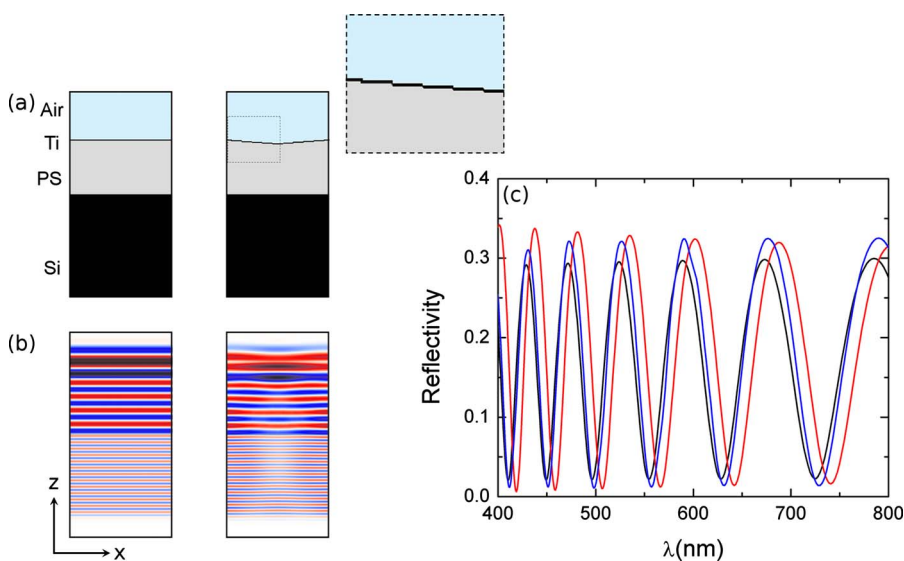 (a)
Air
Ti
PS
Si
(b)
z
x
(c)
Reflectivity
0.4
0.3
0.2
0.1
0.0
400
500
600
700
800
λ(nm)